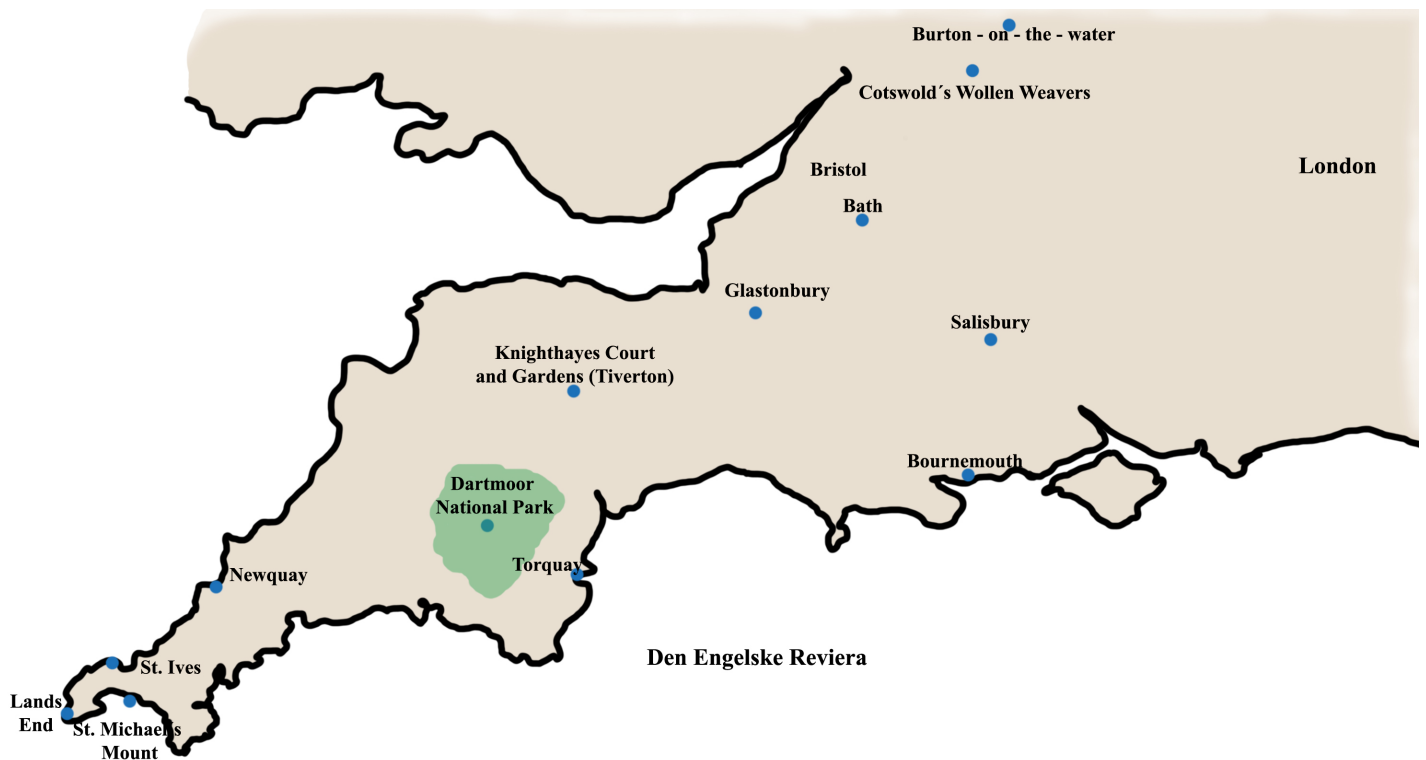 Burton - on - the - water
Cotswold´s Wollen Weavers
London
Bristol
Bath
Glastonbury
Salisbury
Knighthayes Court
and Gardens (Tiverton)
Bournemouth
Dartmoor
National Park
Torquay
Newquay
Den Engelske Reviera
St. Ives
Lands
End
St. Michaels
Mount